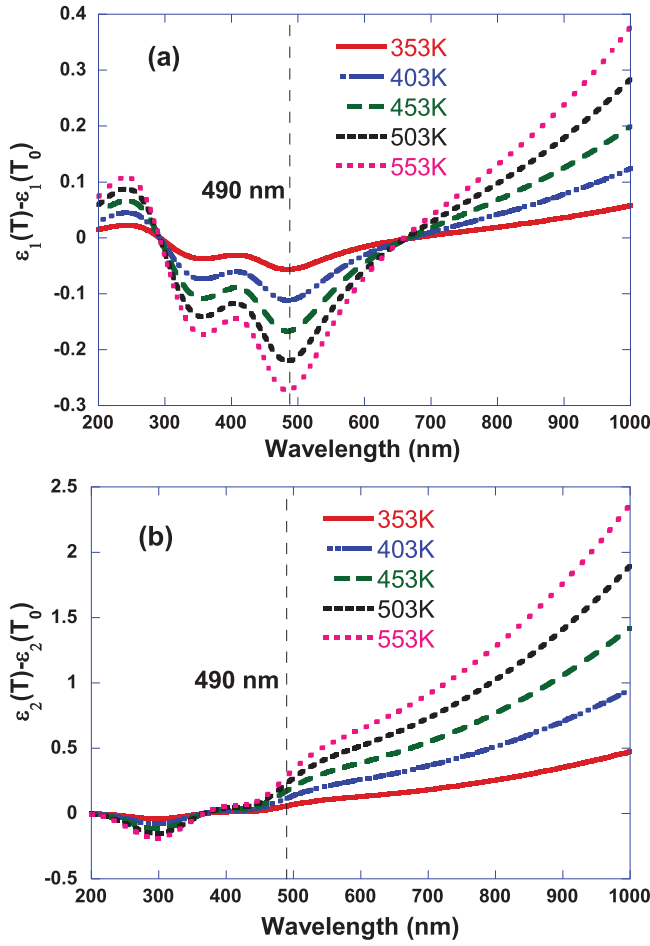 (a)
353K
403K
453K
503K
553K
490 nm
ε₁(T)-ε₁(T₀)
0.4
0.3
0.2
0.1
0
-0.1
-0.2
-0.3
200 300 400 500 600 700 800 900 1000
Wavelength (nm)
(b)
353K
403K
453K
503K
553K
490 nm
ε₂(T)-ε₂(T₀)
2.5
2
1.5
1
0.5
0
-0.5
200 300 400 500 600 700 800 900 1000
Wavelength (nm)